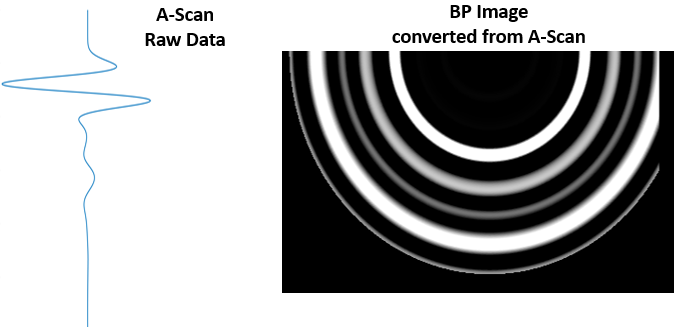 A-Scan
Raw Data
BP Image
converted from A-Scan